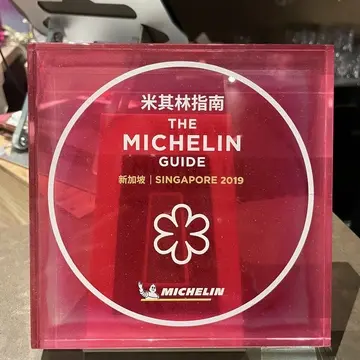 米其林指南
THE
MICHELIN
GUIDE
新加坡 | SINGAPORE 2019
MICHELIN